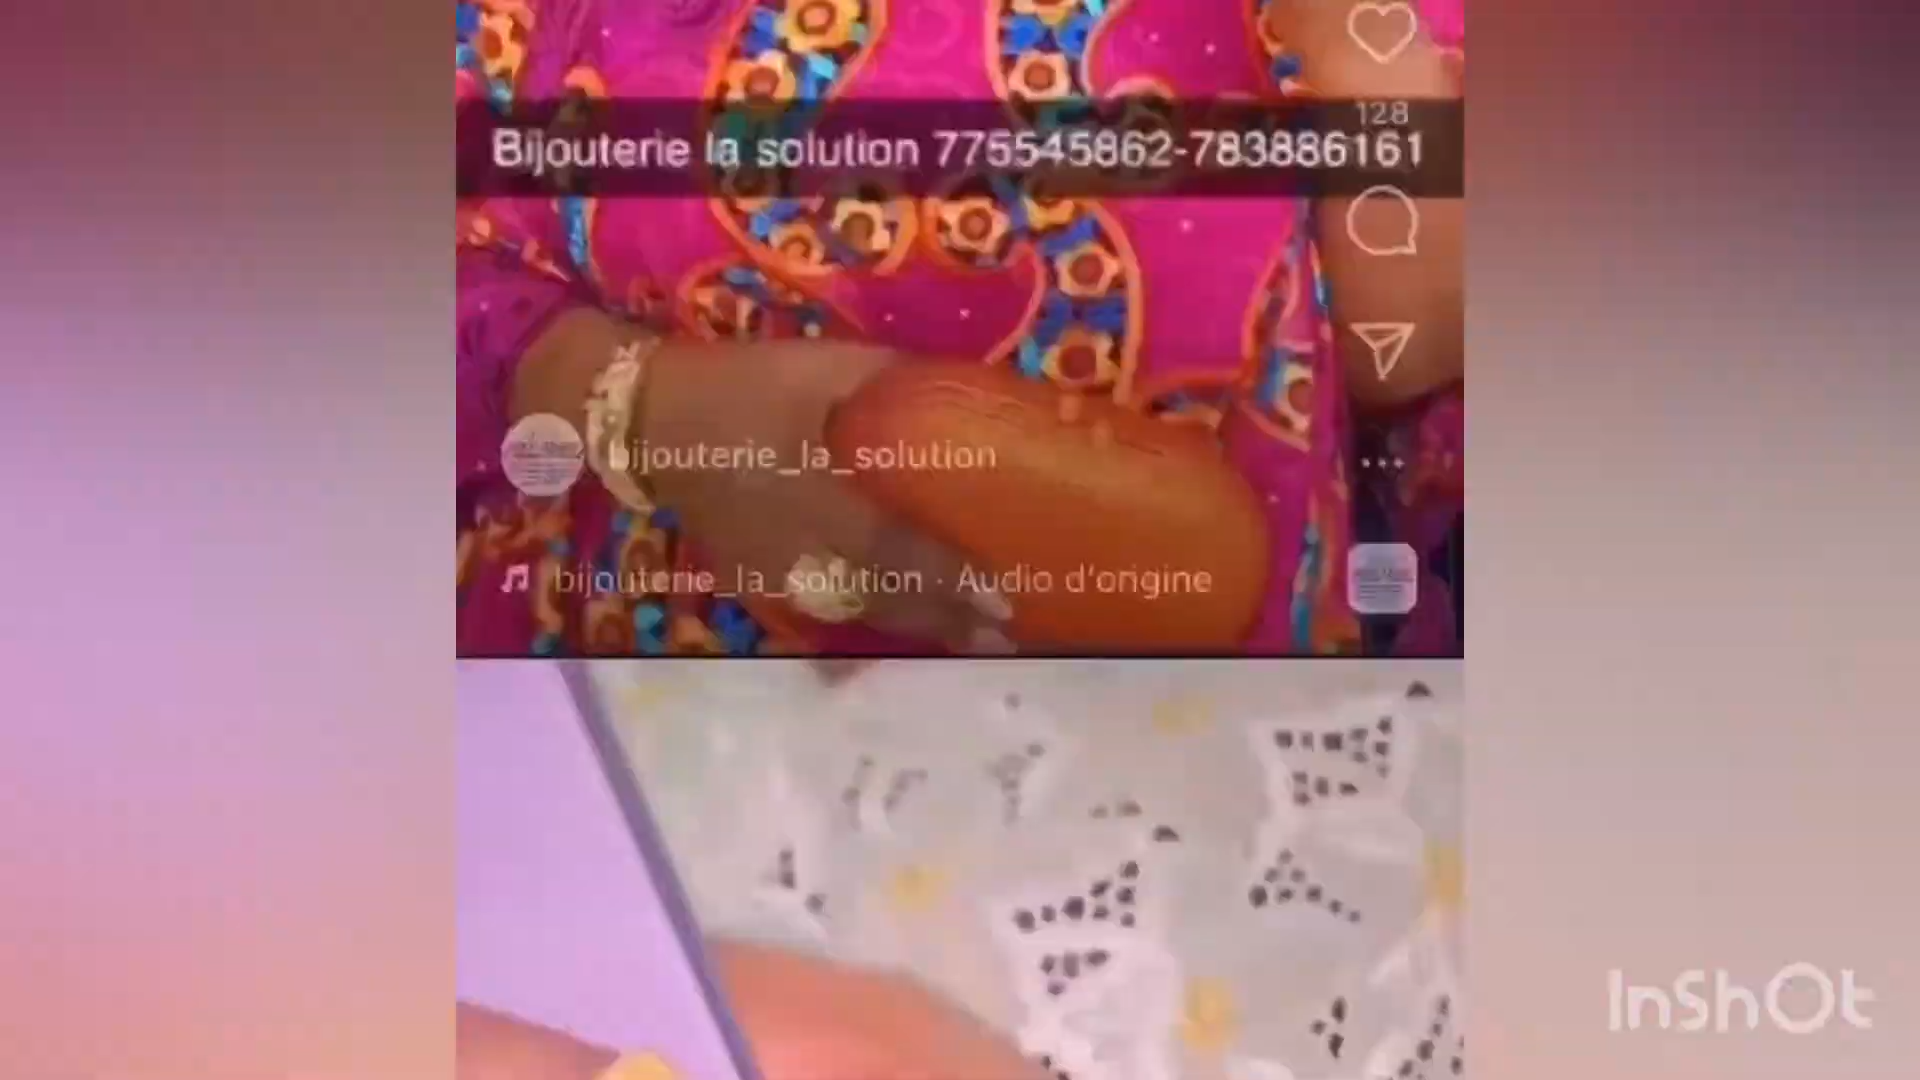 128
Bijouterie la solution 775545862-783886161
bijouterie_la_solution
bijouterie_la_solution · Audio d'origine
InShOt